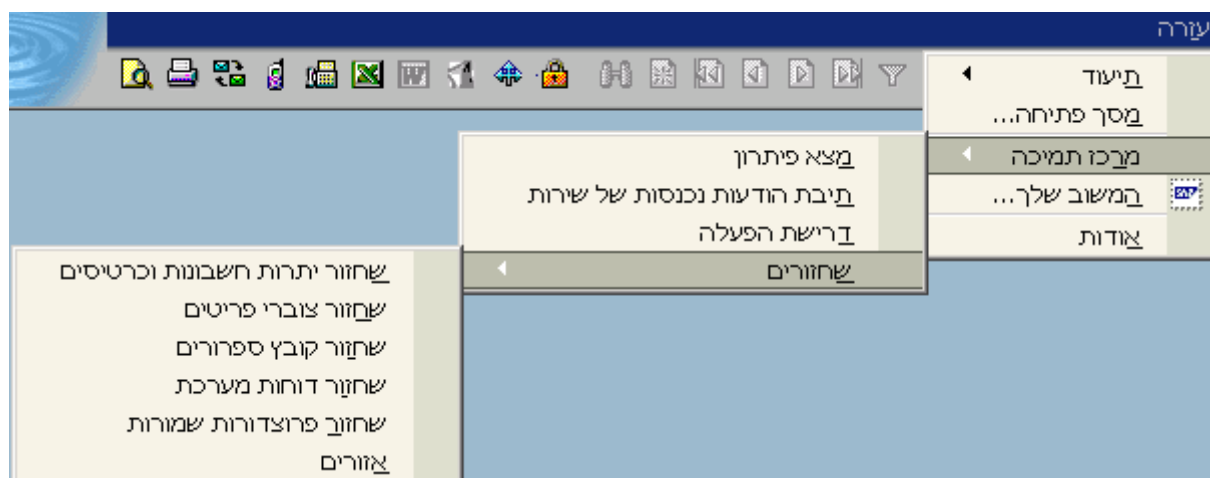 עזרה
תיעוד
מסך פתיחה...
מרכז תמיכה
המשוב שלך...
אודות
מצא פיתרון
תיבת הודעות נכנסות של שירות
דרישת הפעלה
שחזורים
שחזור יתרות חשבונות וכרטיסים
שחזור צוברי פריטים
שחזור קובץ ספרורים
שחזור דוחות מערכת
שחזור פרוצדורות שמורות
אזורים
SAP